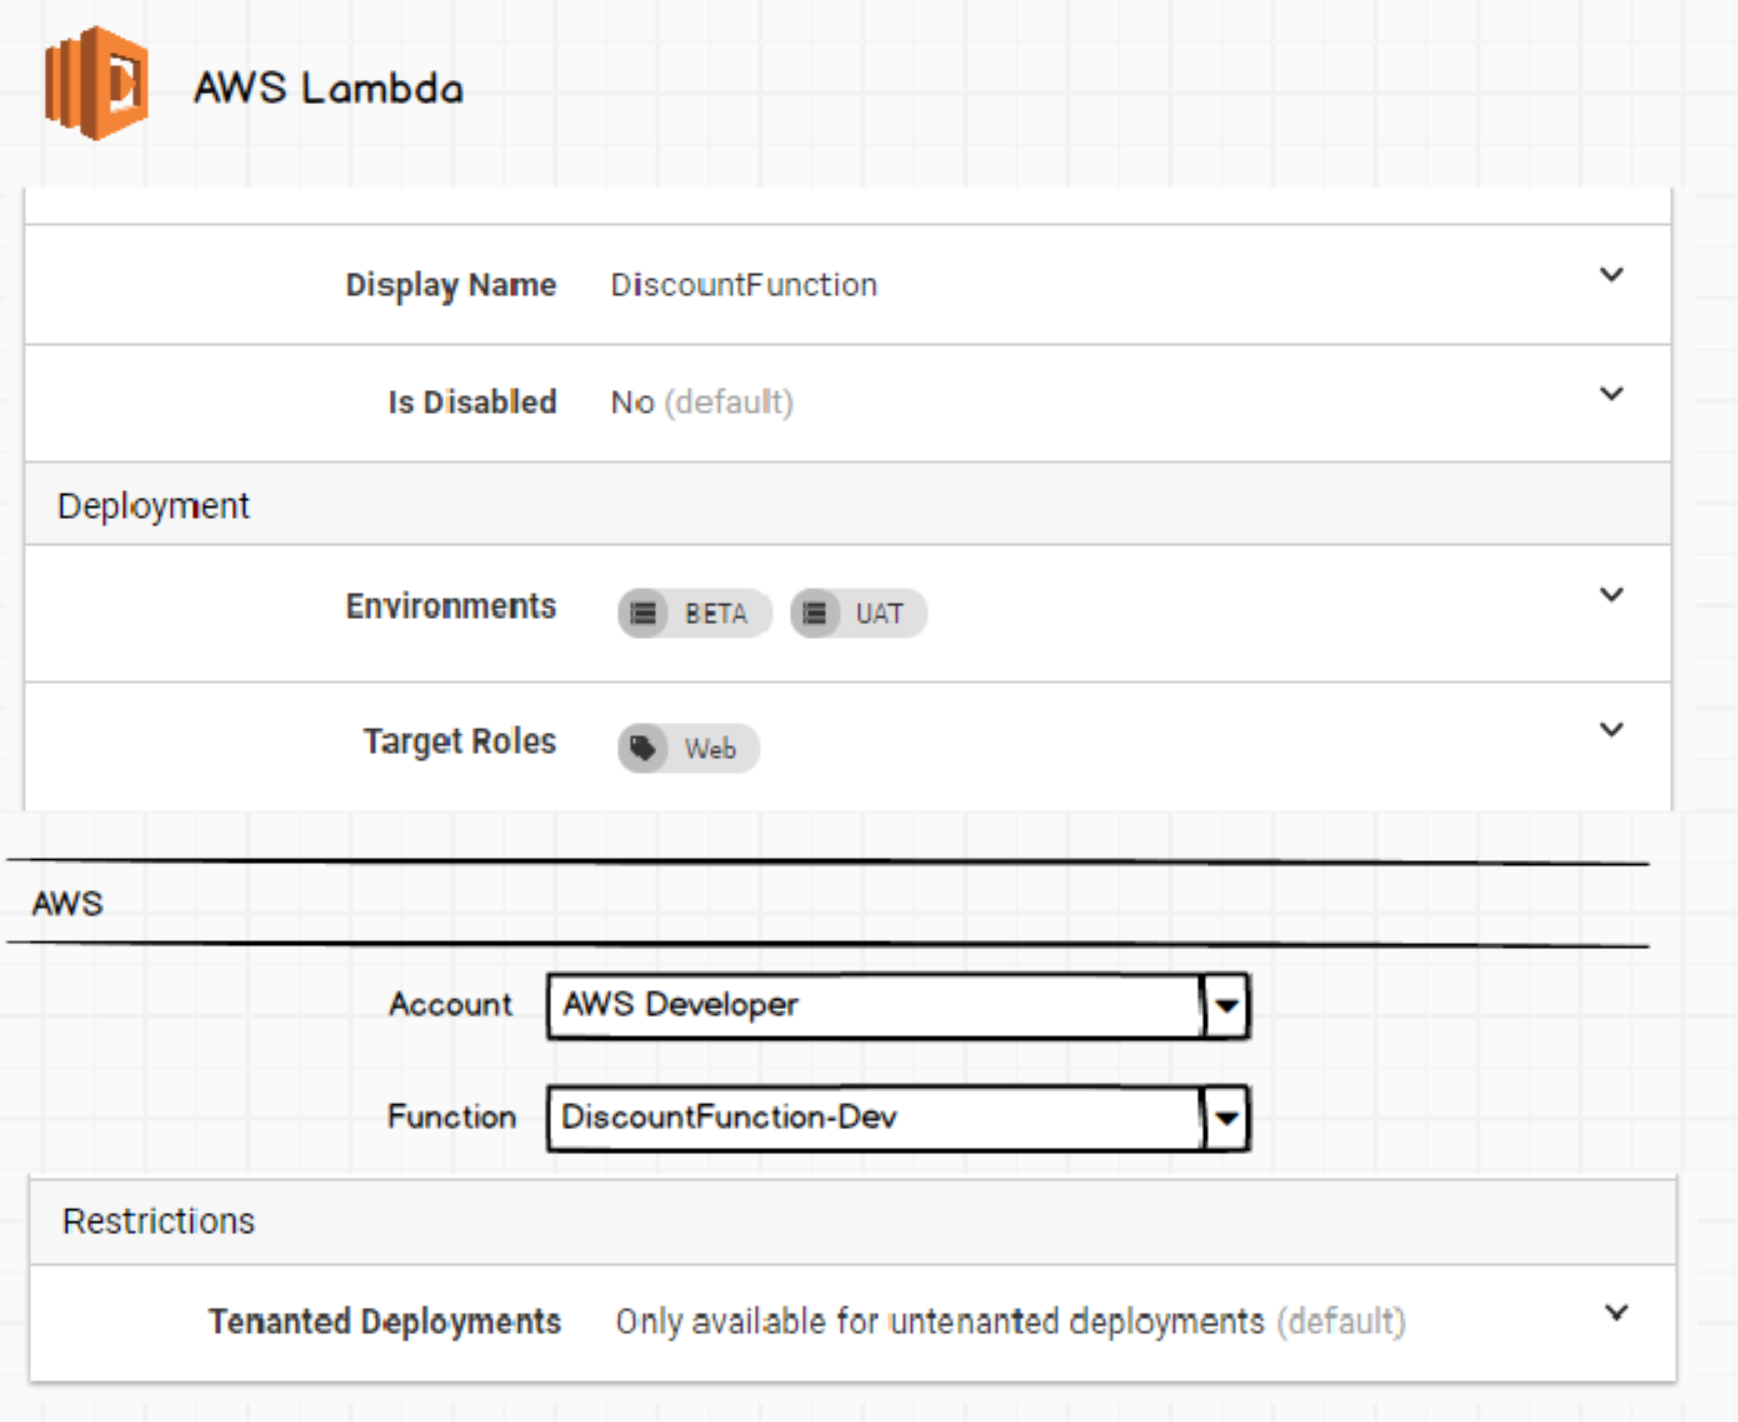 AWS Lambda
Display Name DiscountFunction
Is Disabled No (default)
Deployment
Environments BETA UAT
Target Roles Web
AWS
Account AWS Developer
Function DiscountFunction-Dev
Restrictions
Tenanted Deployments Only available for untenanted deployments (default)